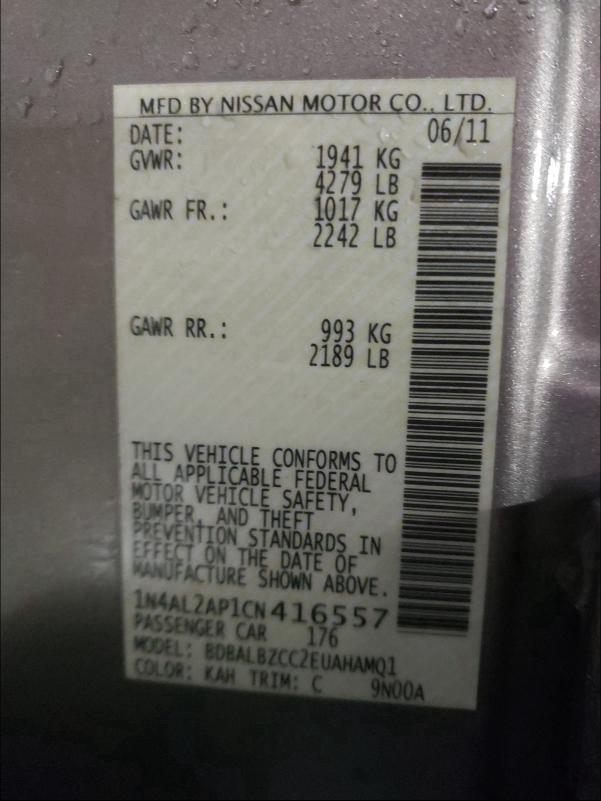 MFD BY NISSAN MOTOR CO., LTD.
DATE: 06/11
GVWR: 1941 KG
4279 LB
GAWR FR.: 1017 KG
2242 LB
GAWR RR.: 993 KG
2189 LB
THIS VEHICLE CONFORMS TO
ALL APPLICABLE FEDERAL
MOTOR VEHICLE SAFETY,
BUMPER, AND THEFT
PREVENTION STANDARDS IN
EFFECT ON THE DATE OF
MANUFACTURE SHOWN ABOVE.
1N4AL2AP1CN416557
PASSENGER CAR 176
MODEL: BDBALBZCC2EUAHAMQ1
COLOR: KAH TRIM: C 9N00A